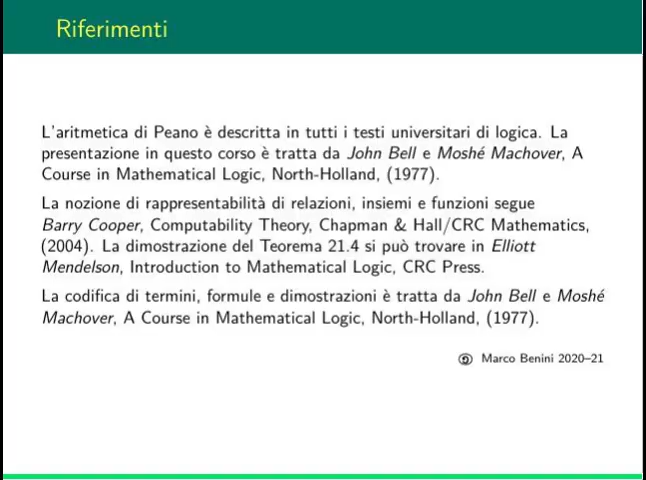 Riferimenti
L'aritmetica di Peano è descritta in tutti i testi universitari di logica. La
presentazione in questo corso è tratta da John Bell e Moshé Machover, A
Course in Mathematical Logic, North-Holland, (1977).
La nozione di rappresentabilità di relazioni, insiemi e funzioni segue
Barry Cooper, Computability Theory, Chapman & Hall/CRC Mathematics,
(2004). La dimostrazione del Teorema 21.4 si può trovare in Elliott
Mendelson, Introduction to Mathematical Logic, CRC Press.
La codifica di termini, formule e dimostrazioni è tratta da John Bell e Moshé
Machover, A Course in Mathematical Logic, North-Holland, (1977).
Marco Benini 2020–21